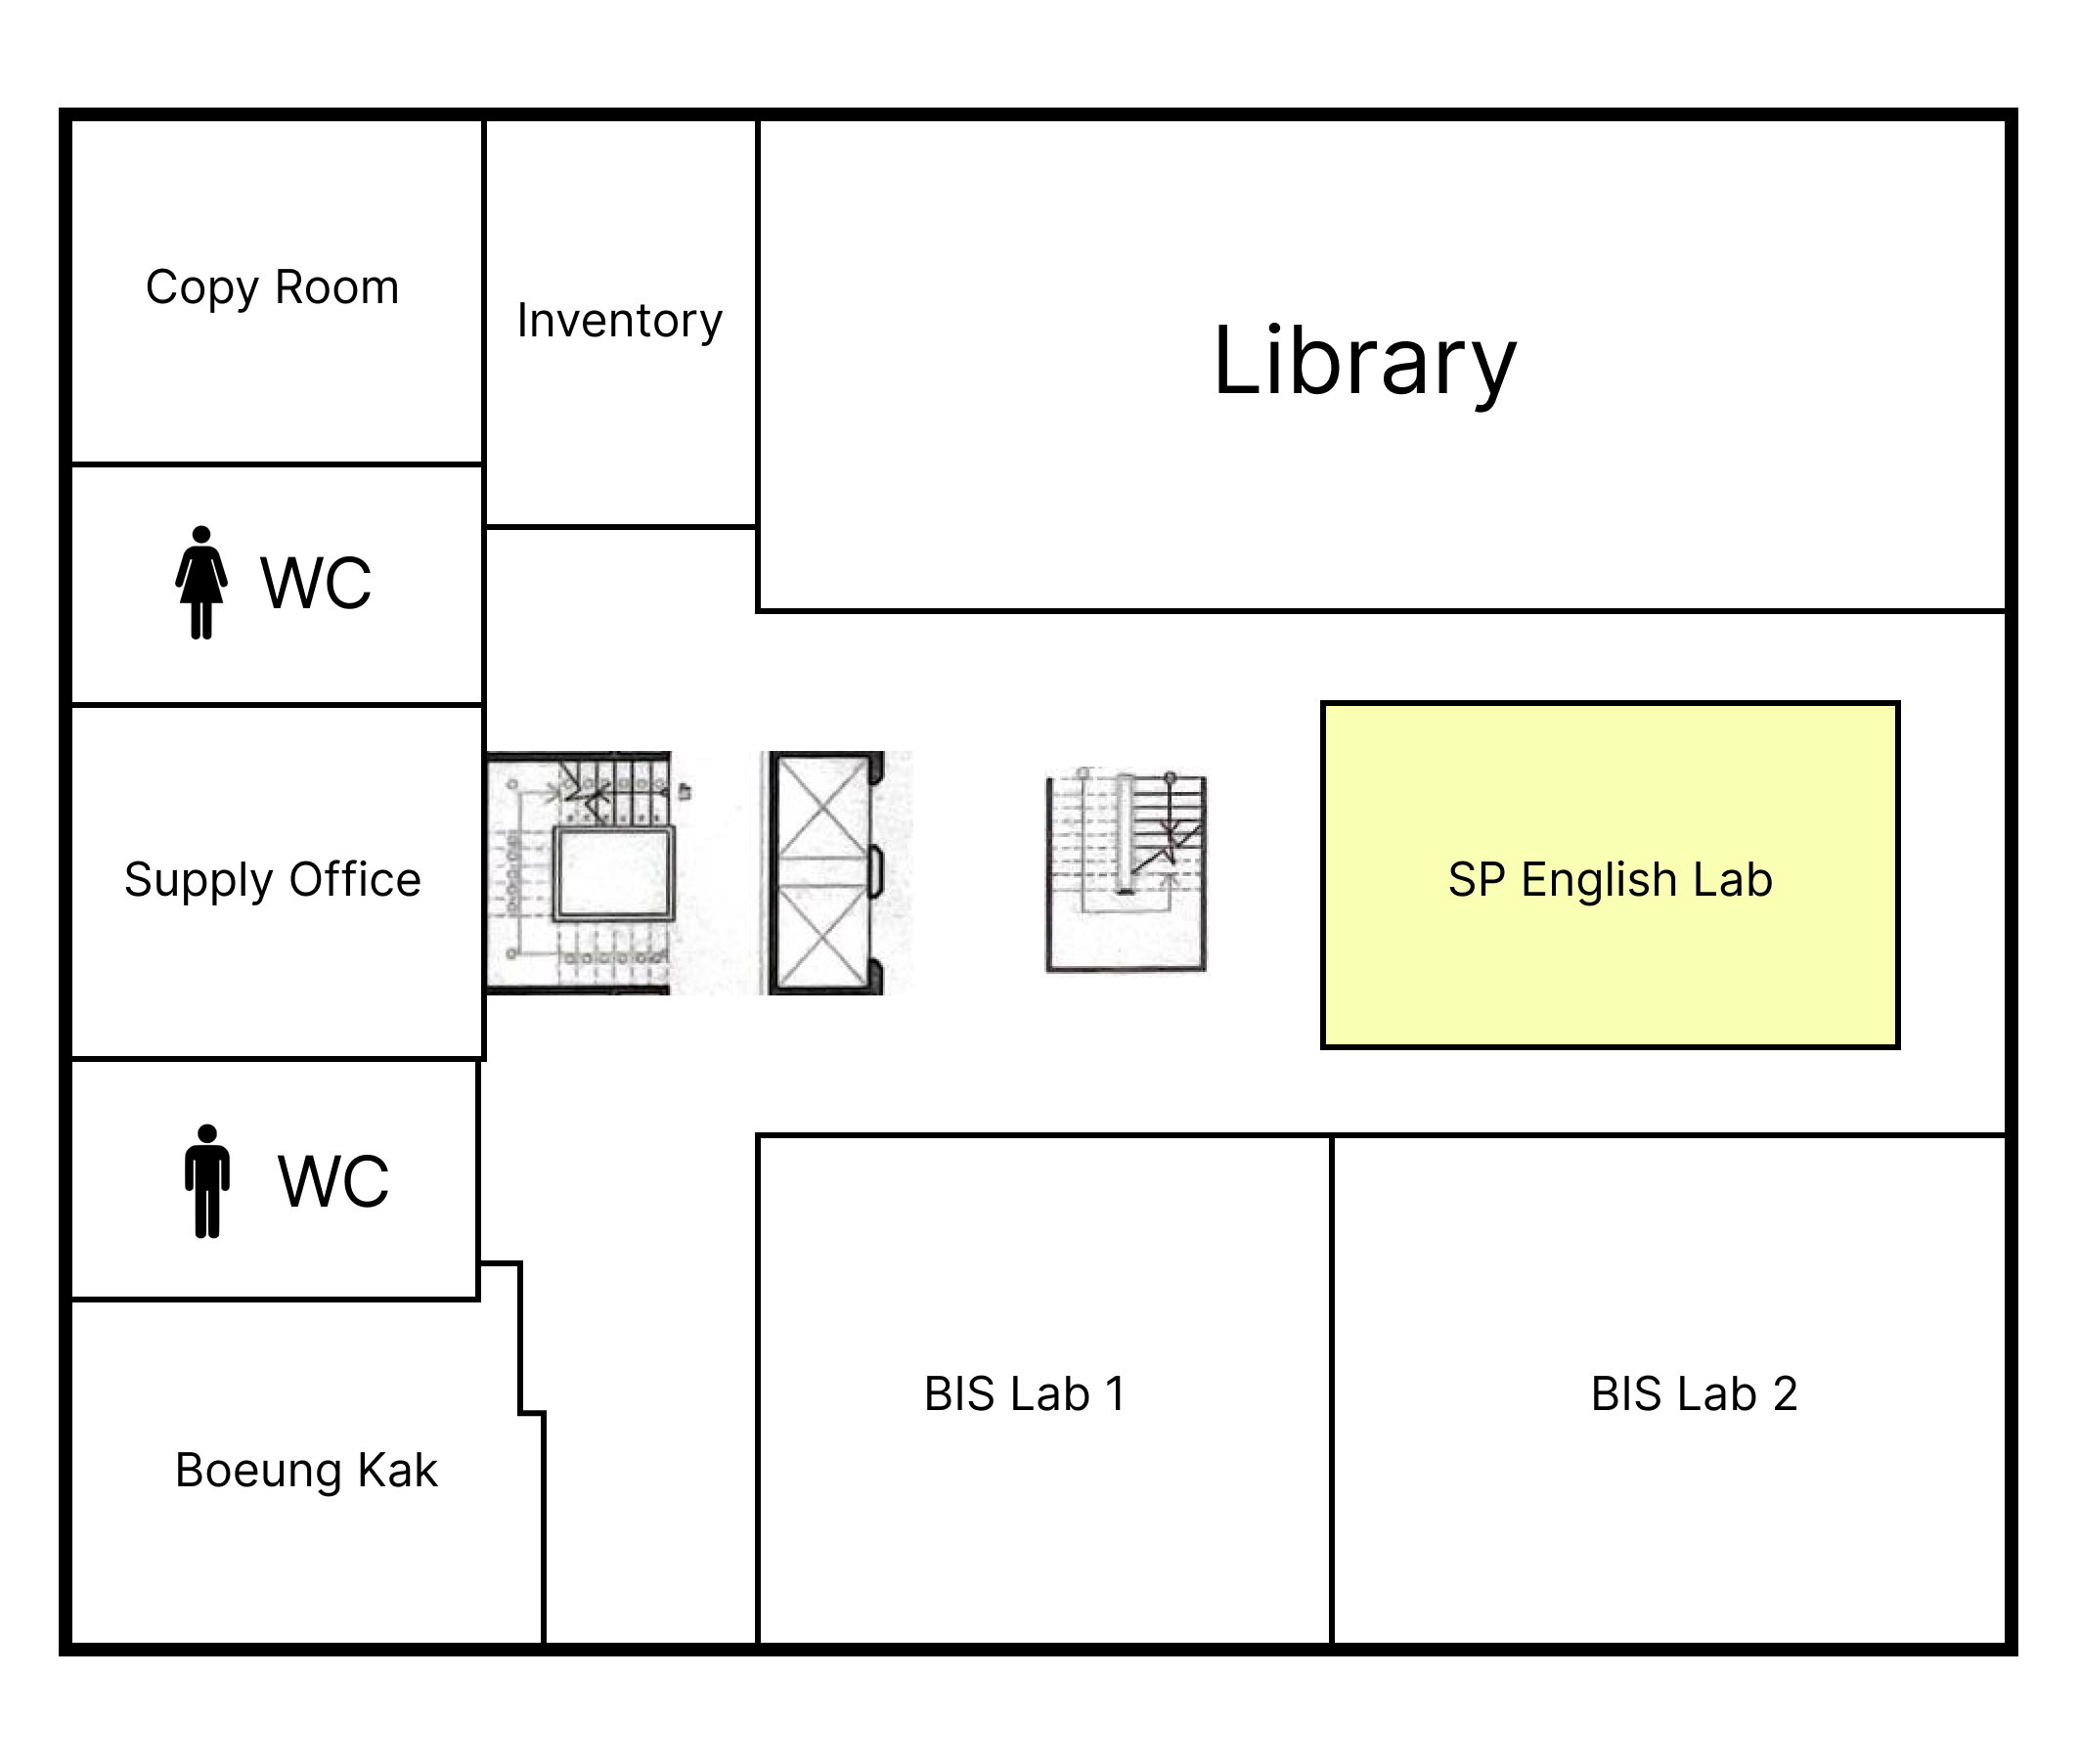 Copy Room
Inventory
Library
WC
Supply Office
SP English Lab
WC
BIS Lab 1
BIS Lab 2
Boeung Kak